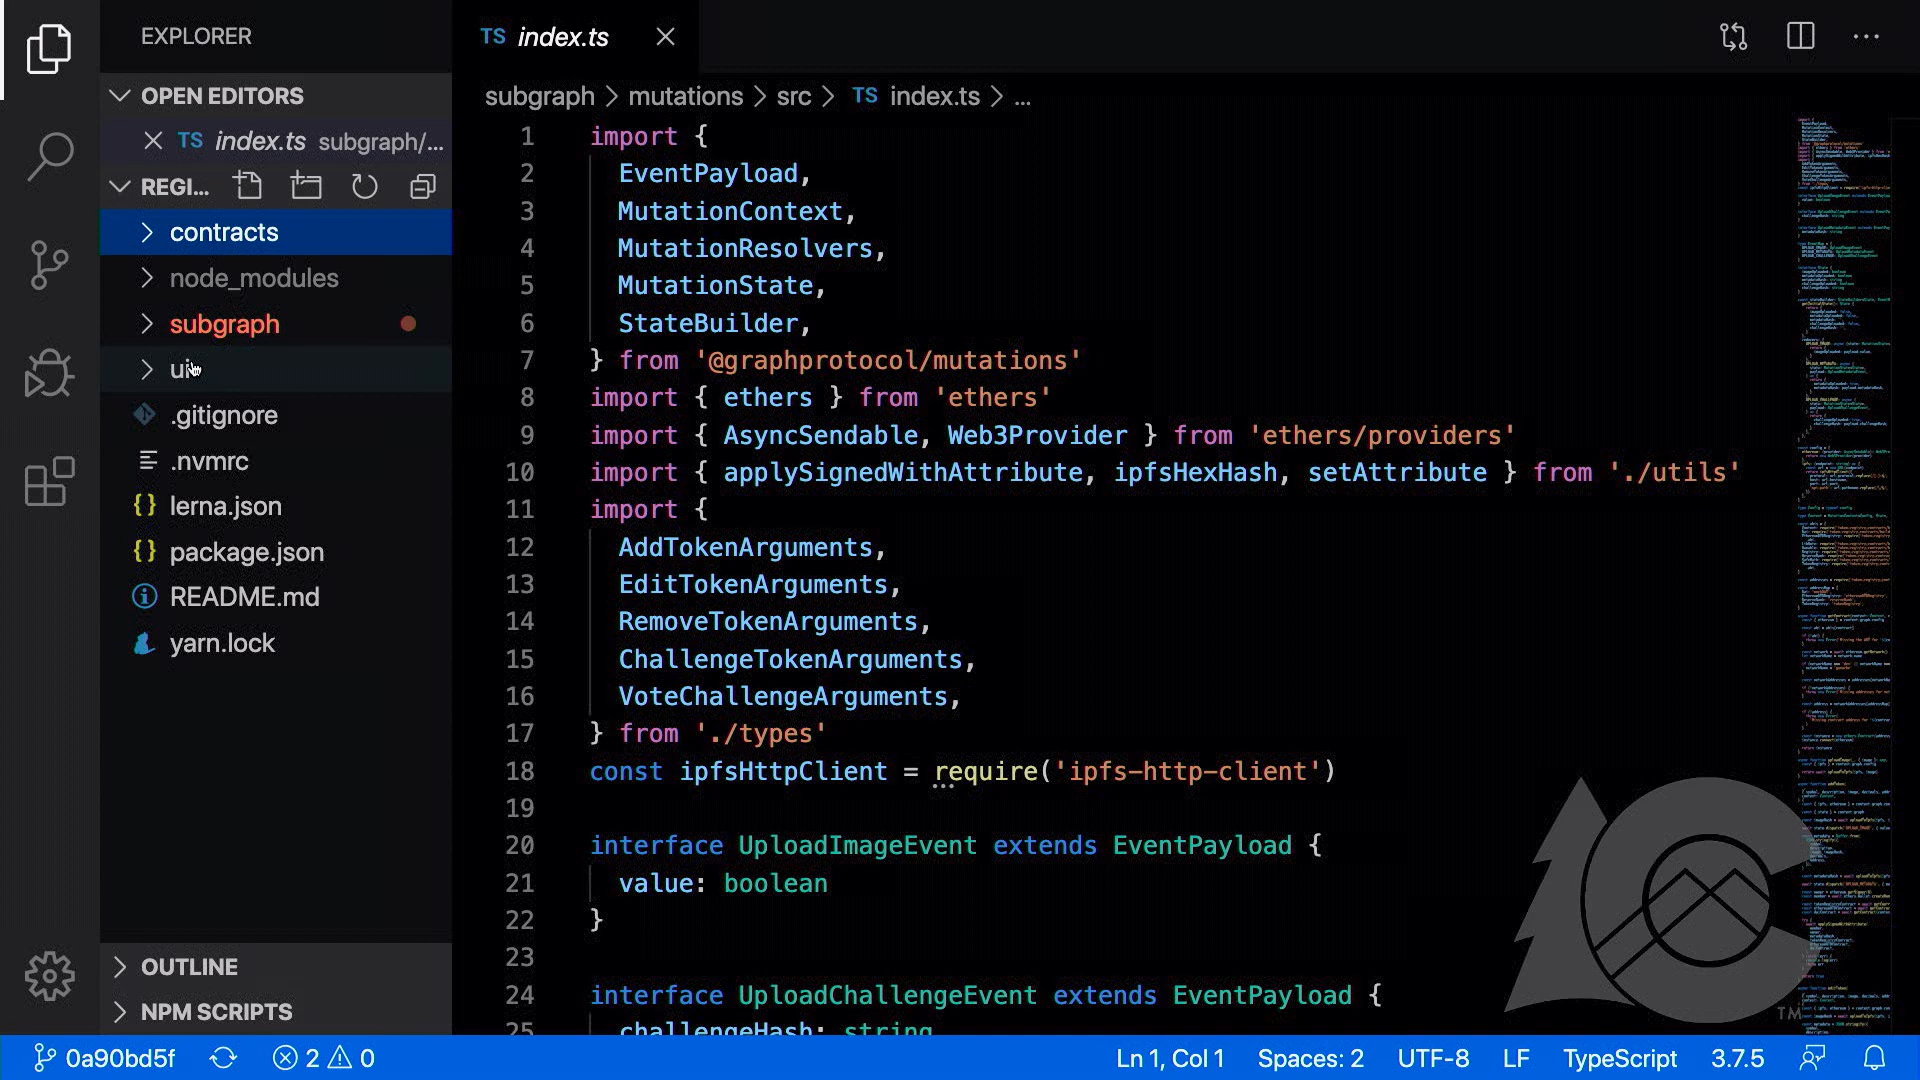 EXPLORER
OPEN EDITORS
TS index.ts subgraph/...
REGI...
contracts
node_modules
subgraph
ui
.gitignore
.nvmrc
lerna.json
package.json
README.md
yarn.lock
OUTLINE
NPM SCRIPTS
TS index.ts
subgraph > mutations > src > TS index.ts > ...
1 import {
2 EventPayload,
3 MutationContext,
4 MutationResolvers,
5 MutationState,
6 StateBuilder,
7 } from '@graphprotocol/mutations'
8 import { ethers } from 'ethers'
9 import { AsyncSendable, Web3Provider } from 'ethers/providers'
10 import { applySignedWithAttribute, ipfsHexHash, setAttribute } from './utils'
11 import {
12 AddTokenArguments,
13 EditTokenArguments,
14 RemoveTokenArguments,
15 ChallengeTokenArguments,
16 VoteChallengeArguments,
17 } from './types'
18 const ipfsHttpClient = require('ipfs-http-client')
19
20 interface UploadImageEvent extends EventPayload {
21 value: boolean
22 }
23
24 interface UploadChallengeEvent extends EventPayload {
25 challengeHash: string
TM
0a90bd5f 2 0 Ln 1, Col 1 Spaces: 2 UTF-8 LF TypeScript 3.7.5